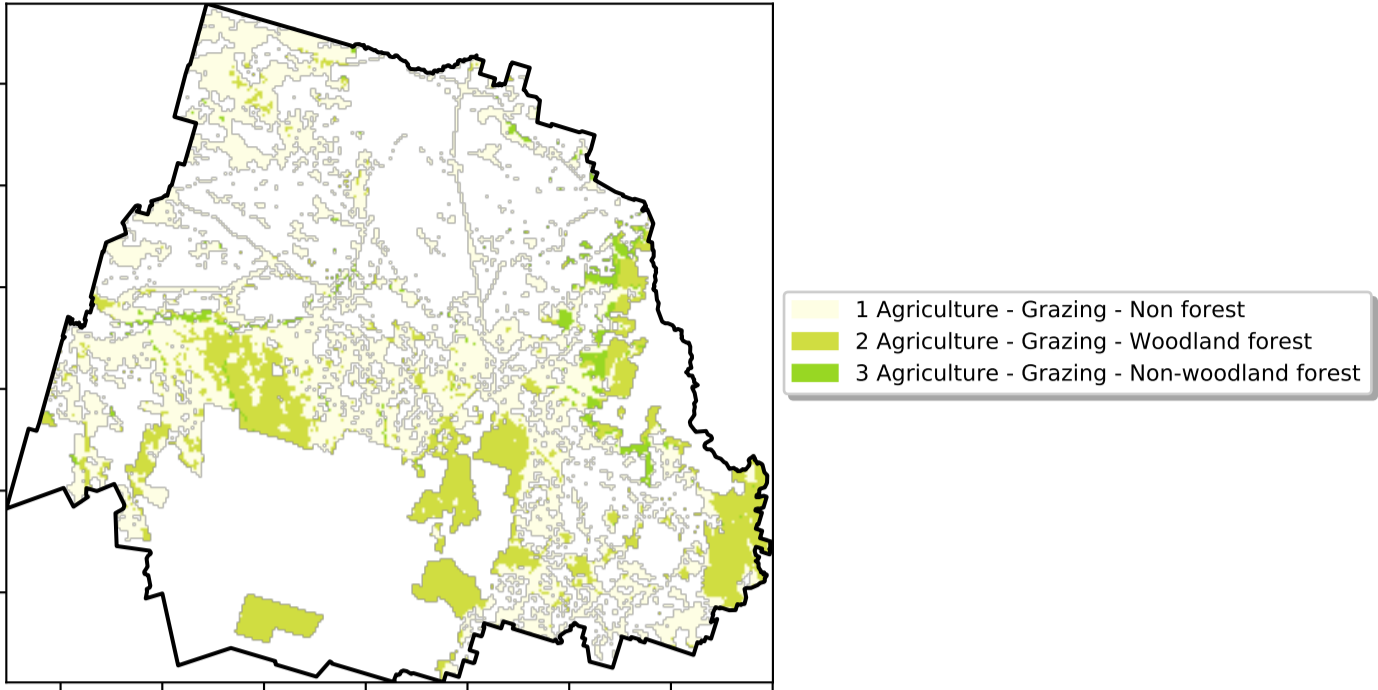 1 Agriculture - Grazing - Non forest
2 Agriculture - Grazing - Woodland forest
3 Agriculture - Grazing - Non-woodland forest